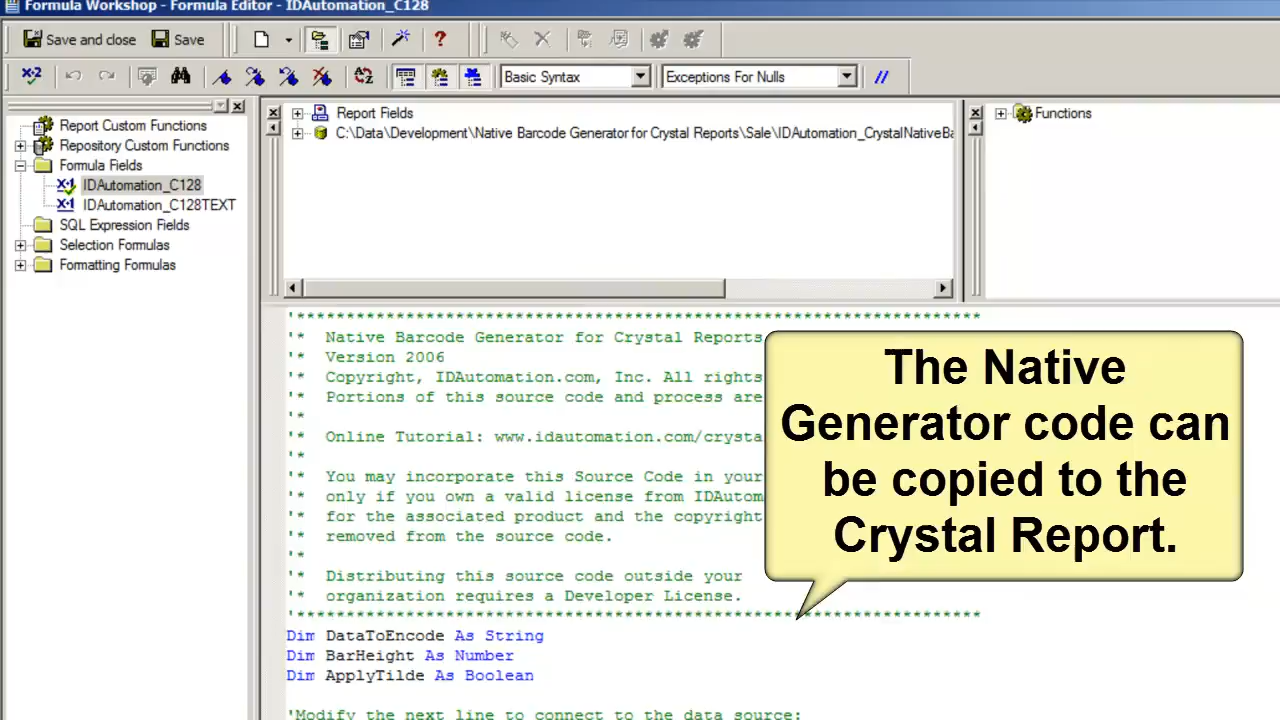 Formula Workshop - Formula Editor - IDAutomation_C128
Save and close Save
Basic Syntax Exceptions For Nulls //
Report Custom Functions
Repository Custom Functions
Formula Fields
IDAutomation_C128
IDAutomation_C128TEXT
SQL Expression Fields
Selection Formulas
Formatting Formulas
Report Fields
C:\Data\Development\Native Barcode Generator for Crystal Reports\Sale\IDAutomation_CrystalNativeBa
Functions
'***********************************************************************
'* Native Barcode Generator for Crystal Reports
'* Version 2006
'* Copyright, IDAutomation.com, Inc. All rights
'* Portions of this source code and process are
'*
'* Online Tutorial: www.idautomation.com/crysta
'*
'* You may incorporate this Source Code in your
'* only if you own a valid license from IDAutom
'* for the associated product and the copyright
'* removed from the source code.
'*
'* Distributing this source code outside your
'* organization requires a Developer License.
'***********************************************************************
Dim DataToEncode As String
Dim BarHeight As Number
Dim ApplyTilde As Boolean
'Modify the next line to connect to the data source:
The Native
Generator code can
be copied to the
Crystal Report.